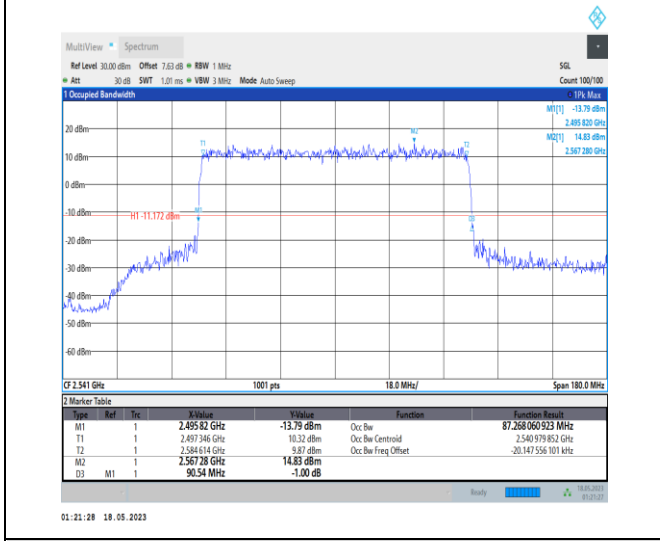 MultiView Spectrum
Ref Level 30.00 dBm Offset 7.63 dB RBW 1 MHz SGL
Att 30 dB SWT 1.01 ms VBW 3 MHz Mode Auto Sweep Count 100/100
1 Occupied Bandwidth 1Pk Max
M1[1] -13.79 dBm
2.495 820 GHz
M2[1] 14.83 dBm
2.567 280 GHz
20 dBm
M2
T1
T2
10 dBm
0 dBm
-10 dBm
M1
H1 -11.172 dBm
D3
-20 dBm
-30 dBm
-40 dBm
-50 dBm
-60 dBm
CF 2.541 GHz 1001 pts 18.0 MHz/ Span 180.0 MHz
2 Marker Table
Type Ref Trc X-Value Y-Value Function Function Result
M1 1 2.495 82 GHz -13.79 dBm Occ Bw 87.268 060 923 MHz
T1 1 2.497 346 GHz 10.32 dBm Occ Bw Centroid 2.540 979 852 GHz
T2 1 2.584 614 GHz 9.87 dBm Occ Bw Freq Offset -20.147 556 101 kHz
M2 1 2.567 28 GHz 14.83 dBm
D3 M1 1 90.54 MHz -1.00 dB
Ready 18.05.2023
01:21:27
01:21:28 18.05.2023